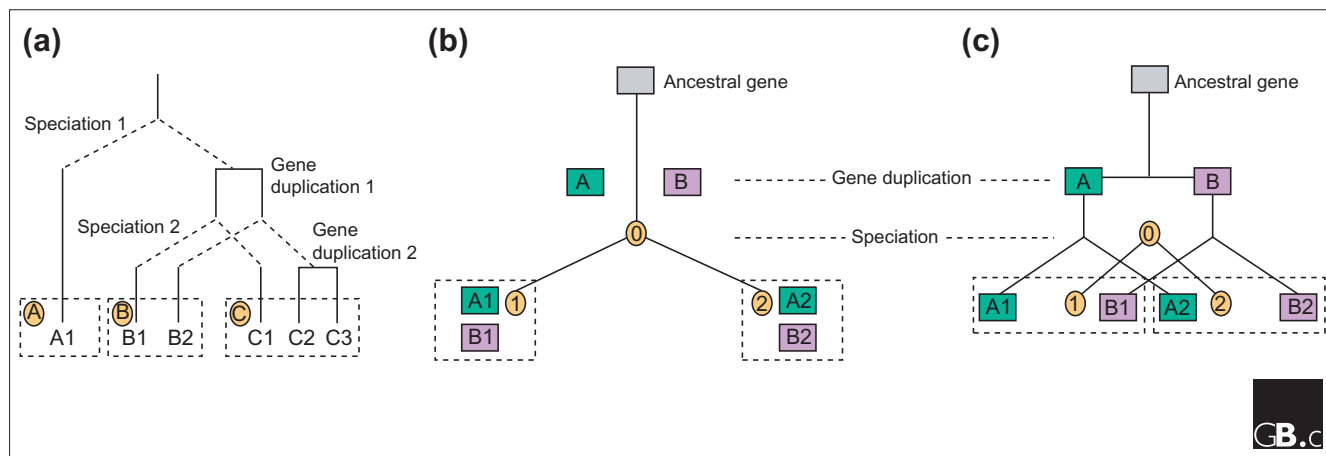 (a)
(b)
(c)
Ancestral gene
Ancestral gene
Speciation 1
Gene
duplication 1
A
B
Gene duplication
A
B
Speciation 2
Gene
duplication 2
0
Speciation
0
A
B
C
A1
B1
B2
C1
C2
C3
A1
1
B1
2
A2
B2
A1
1
B1
A2
2
B2
GB.c